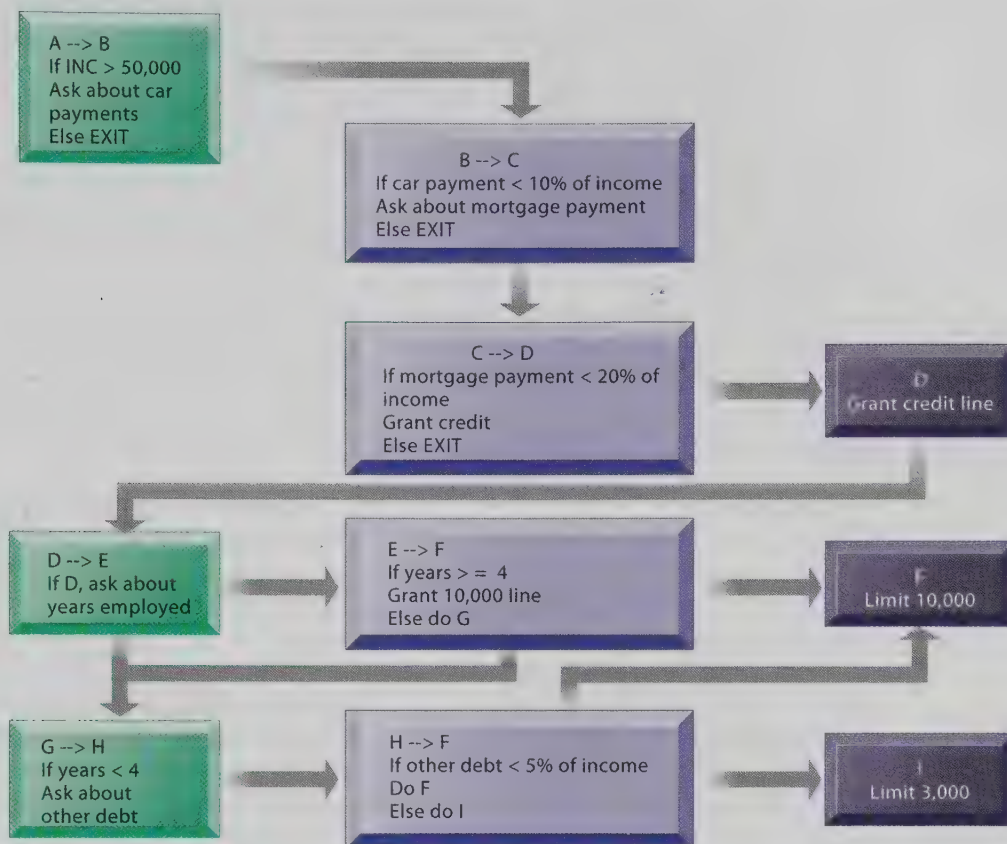 A --> B
If INC > 50,000
Ask about car
payments
Else EXIT
B --> C
If car payment < 10% of income
Ask about mortgage payment
Else EXIT
C --> D
If mortgage payment < 20% of
income
Grant credit
Else EXIT
D
Grant credit line
D --> E
If D, ask about
years employed
E --> F
If years > = 4
Grant 10,000 line
Else do G
F
Limit 10,000
G --> H
If years < 4
Ask about
other debt
H --> F
If other debt < 5% of income
Do F
Else do I
I
Limit 3,000